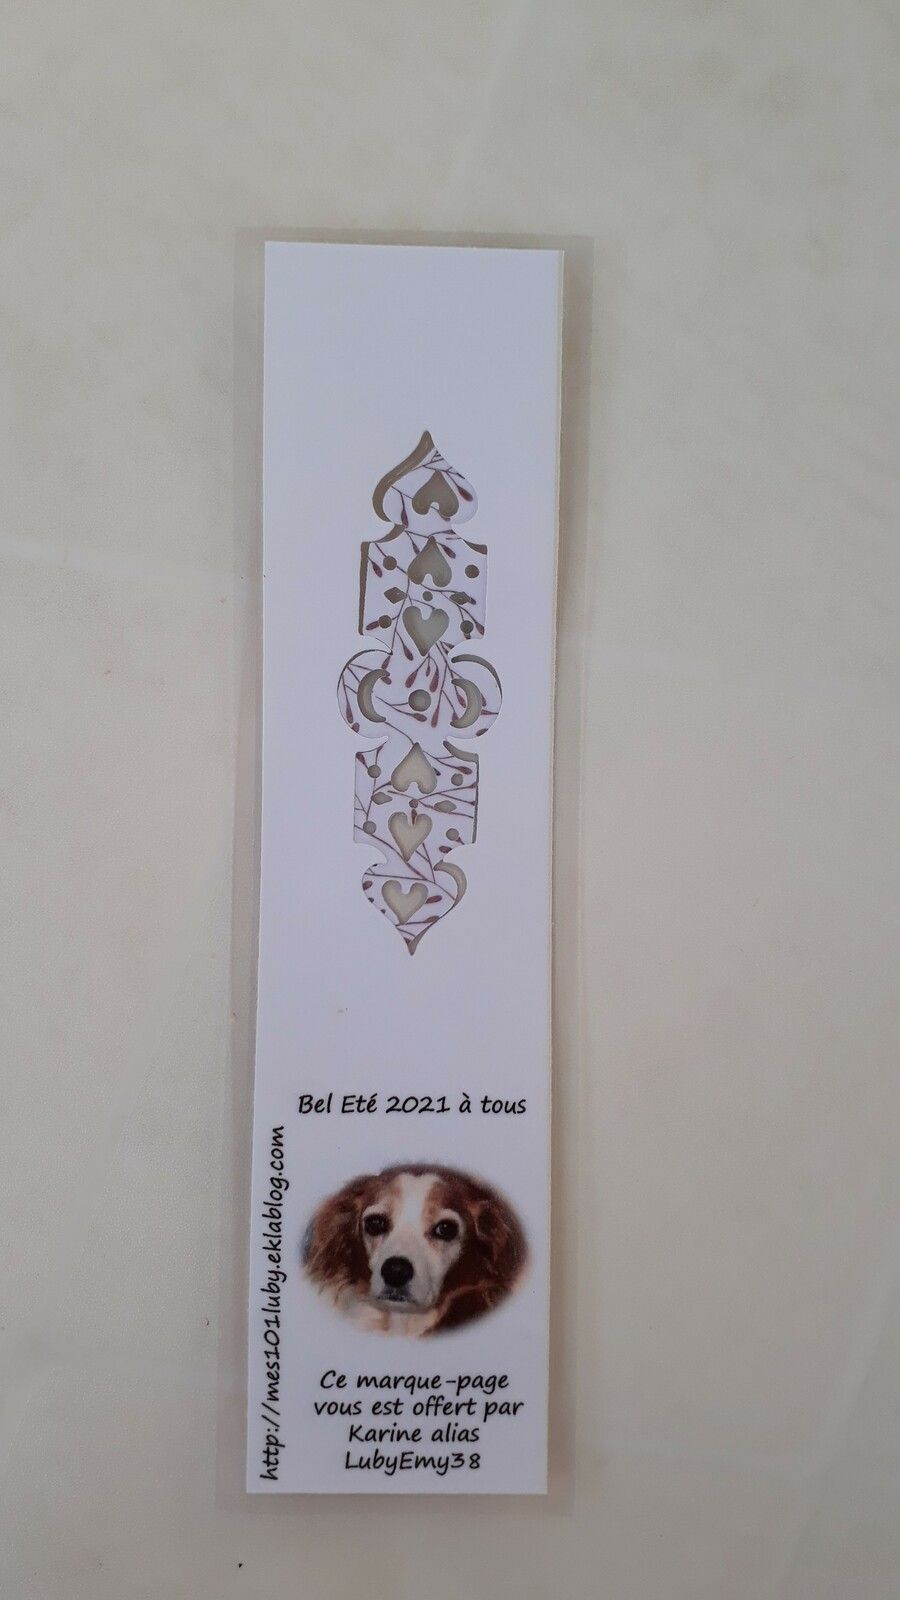 Bel Eté 2021 à tous
http://mes101luby.eklablog.com
Ce marque-page
vous est offert par
Karine alias
LubyEmy38